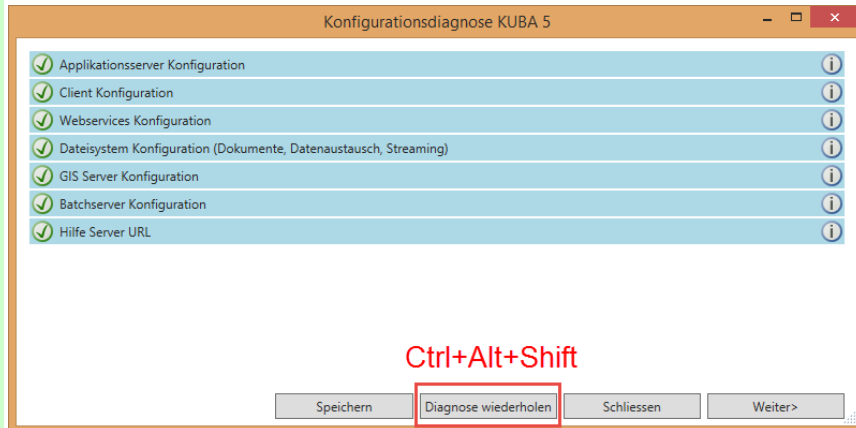 Konfigurationsdiagnose KUBA 5
Applikationsserver Konfiguration
Client Konfiguration
Webservices Konfiguration
Dateisystem Konfiguration (Dokumente, Datenaustausch, Streaming)
GIS Server Konfiguration
Batchserver Konfiguration
Hilfe Server URL
Ctrl+Alt+Shift
Speichern Diagnose wiederholen Schliessen Weiter>